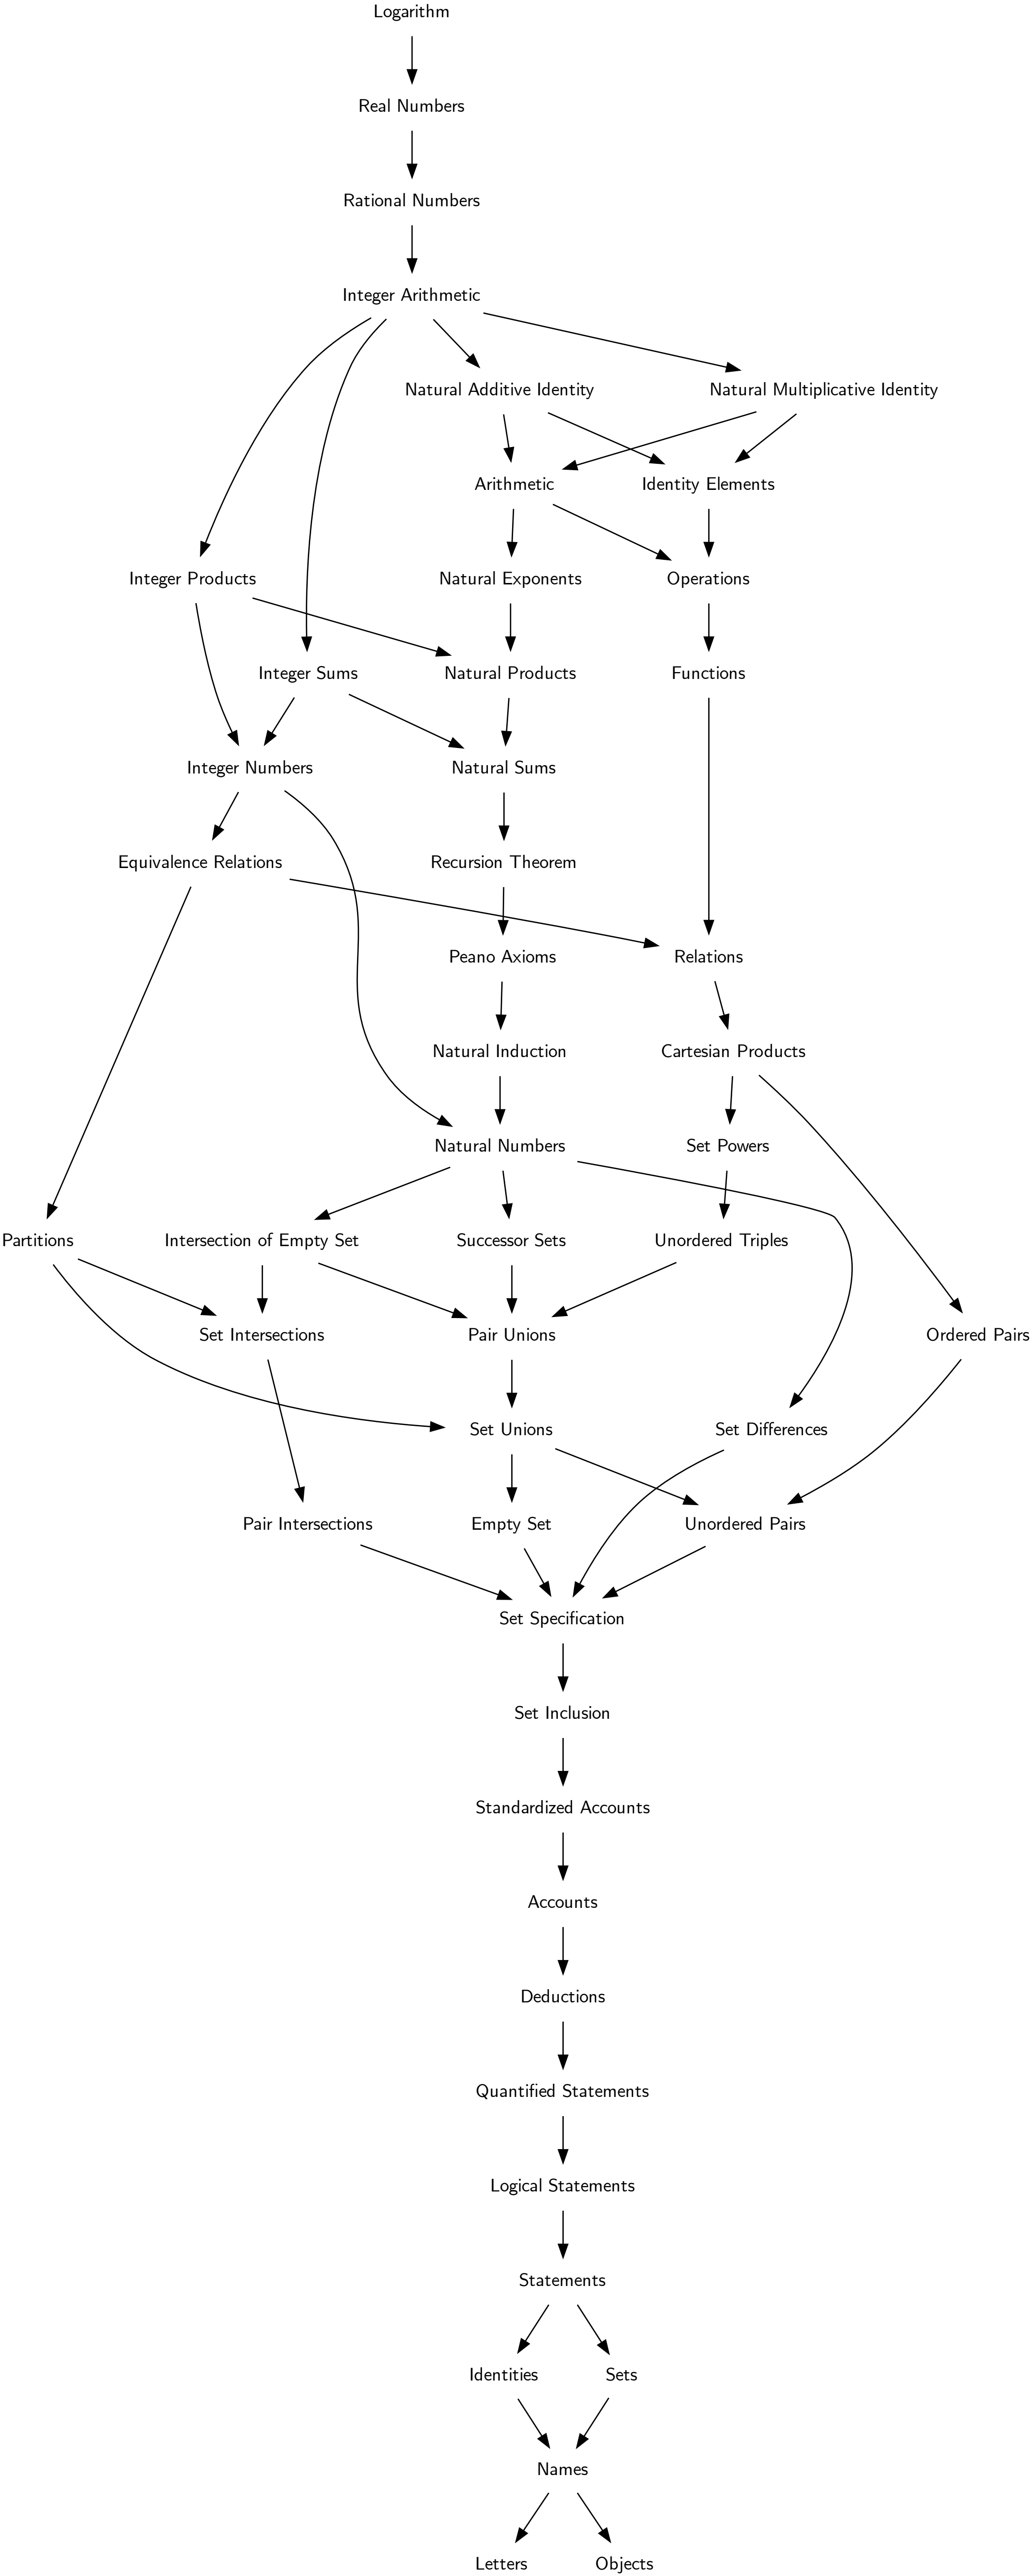 Logarithm
Real Numbers
Rational Numbers
Integer Arithmetic
Natural Additive Identity
Natural Multiplicative Identity
Arithmetic
Identity Elements
Integer Products
Natural Exponents
Operations
Integer Sums
Natural Products
Functions
Integer Numbers
Natural Sums
Equivalence Relations
Recursion Theorem
Peano Axioms
Relations
Natural Induction
Cartesian Products
Natural Numbers
Set Powers
Partitions
Intersection of Empty Set
Successor Sets
Unordered Triples
Set Intersections
Pair Unions
Ordered Pairs
Set Unions
Set Differences
Pair Intersections
Empty Set
Unordered Pairs
Set Specification
Set Inclusion
Standardized Accounts
Accounts
Deductions
Quantified Statements
Logical Statements
Statements
Identities
Sets
Names
Letters
Objects